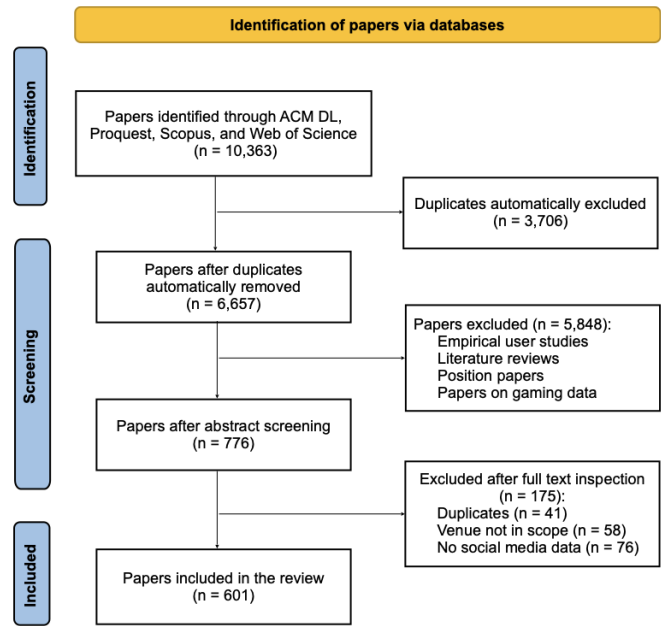 Identification of papers via databases
Identification
Papers identified through ACM DL,
Proquest, Scopus, and Web of Science
(n = 10,363)
Duplicates automatically excluded
(n = 3,706)
Screening
Papers after duplicates
automatically removed
(n = 6,657)
Papers excluded (n = 5,848):
Empirical user studies
Literature reviews
Position papers
Papers on gaming data
Papers after abstract screening
(n = 776)
Excluded after full text inspection
(n = 175):
Duplicates (n = 41)
Venue not in scope (n = 58)
No social media data (n = 76)
Included
Papers included in the review
(n = 601)